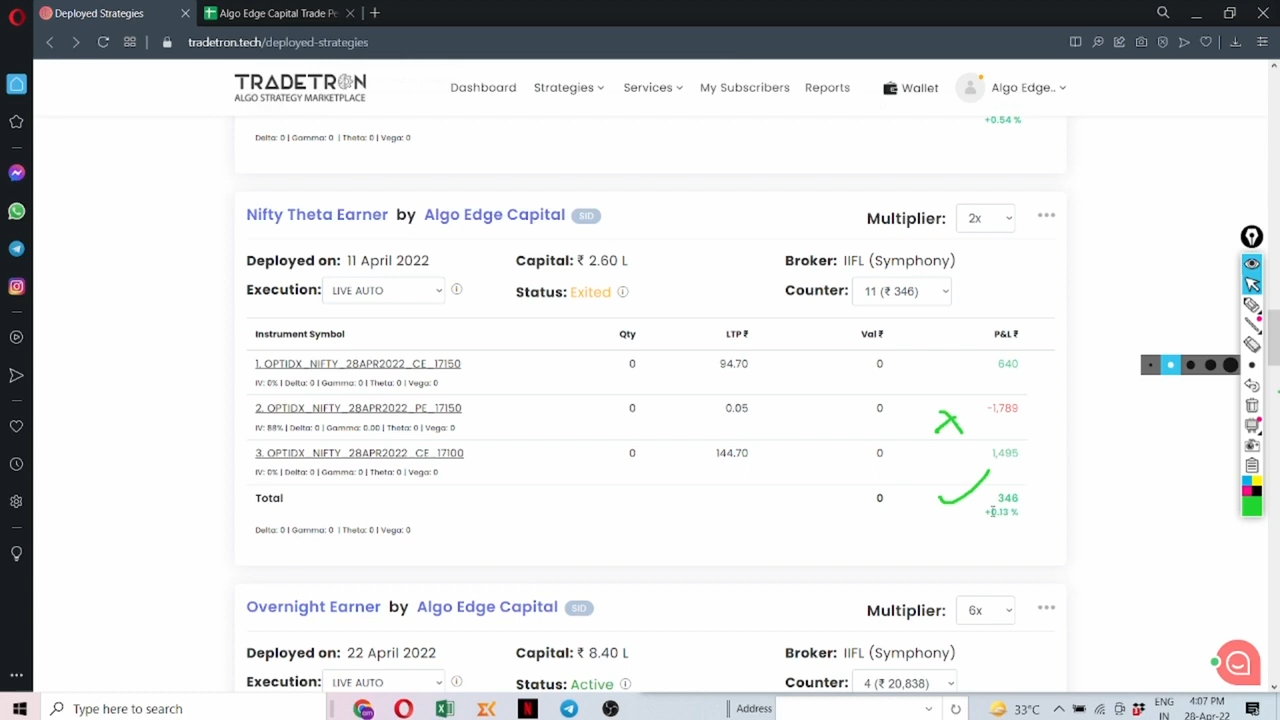 Deployed Strategies
Algo Edge Capital Trade Pe
tradetron.tech/deployed-strategies
TRADETRON
ALGO STRATEGY MARKETPLACE
Dashboard Strategies Services My Subscribers Reports Wallet Algo Edge..
+0.54 %
Delta: 0 | Gamma: 0 | Theta: 0 | Vega: 0
Nifty Theta Earner by Algo Edge Capital SID
Multiplier: 2x
Deployed on: 11 April 2022 Capital: ₹ 2.60 L Broker: IIFL (Symphony)
Execution: LIVE AUTO Status: Exited Counter: 11 (₹ 346)
Instrument Symbol Qty LTP ₹ Val ₹ P&L ₹
1. OPTIDX_NIFTY_28APR2022_CE_17150 0 94.70 0 640
IV: 0% | Delta: 0 | Gamma: 0 | Theta: 0 | Vega: 0
2. OPTIDX_NIFTY_28APR2022_PE_17150 0 0.05 0 -1,789
IV: 88% | Delta: 0 | Gamma: 0.00 | Theta: 0 | Vega: 0
3. OPTIDX_NIFTY_28APR2022_CE_17100 0 144.70 0 1,495
IV: 0% | Delta: 0 | Gamma: 0 | Theta: 0 | Vega: 0
Total 0 346
+0.13 %
Delta: 0 | Gamma: 0 | Theta: 0 | Vega: 0
Overnight Earner by Algo Edge Capital SID
Multiplier: 6x
Deployed on: 22 April 2022 Capital: ₹ 8.40 L Broker: IIFL (Symphony)
Execution: LIVE AUTO Status: Active Counter: 4 (₹ 20,838)
Type here to search
Address
33°C
ENG
IN
4:07 PM
28-Apr-22